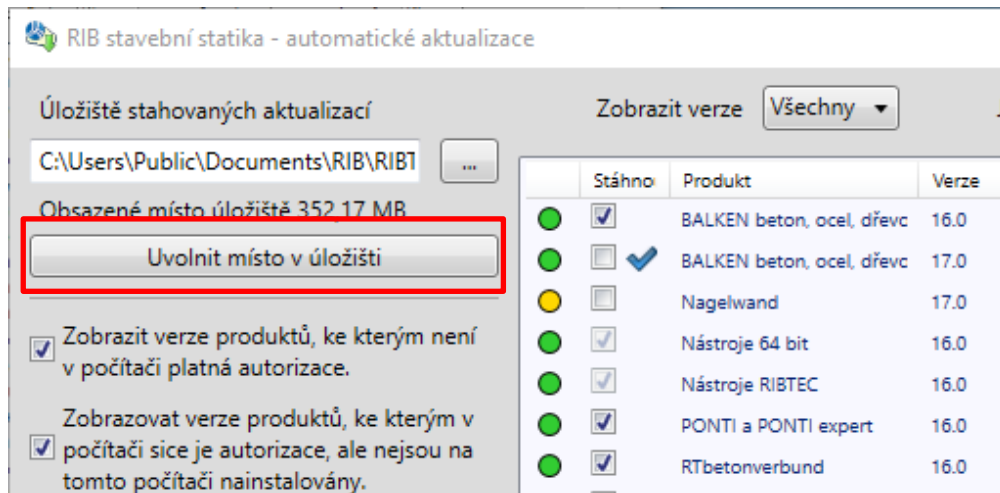 RIB stavební statika - automatické aktualizace
Úložiště stahovaných aktualizací
C:\Users\Public\Documents\RIB\RIBT
...
Obsazené místo úložiště 352,17 MB
Uvolnit místo v úložišti
Zobrazit verze produktů, ke kterým není
v počítači platná autorizace.
Zobrazovat verze produktů, ke kterým v
počítači sice je autorizace, ale nejsou na
tomto počítači nainstalovány.
Zobrazit verze Všechny
Stáhno Produkt Verze
BALKEN beton, ocel, dřevc 16.0
BALKEN beton, ocel, dřevc 17.0
Nagelwand 17.0
Nástroje 64 bit 16.0
Nástroje RIBTEC 16.0
PONTI a PONTI expert 16.0
RTbetonverbund 16.0